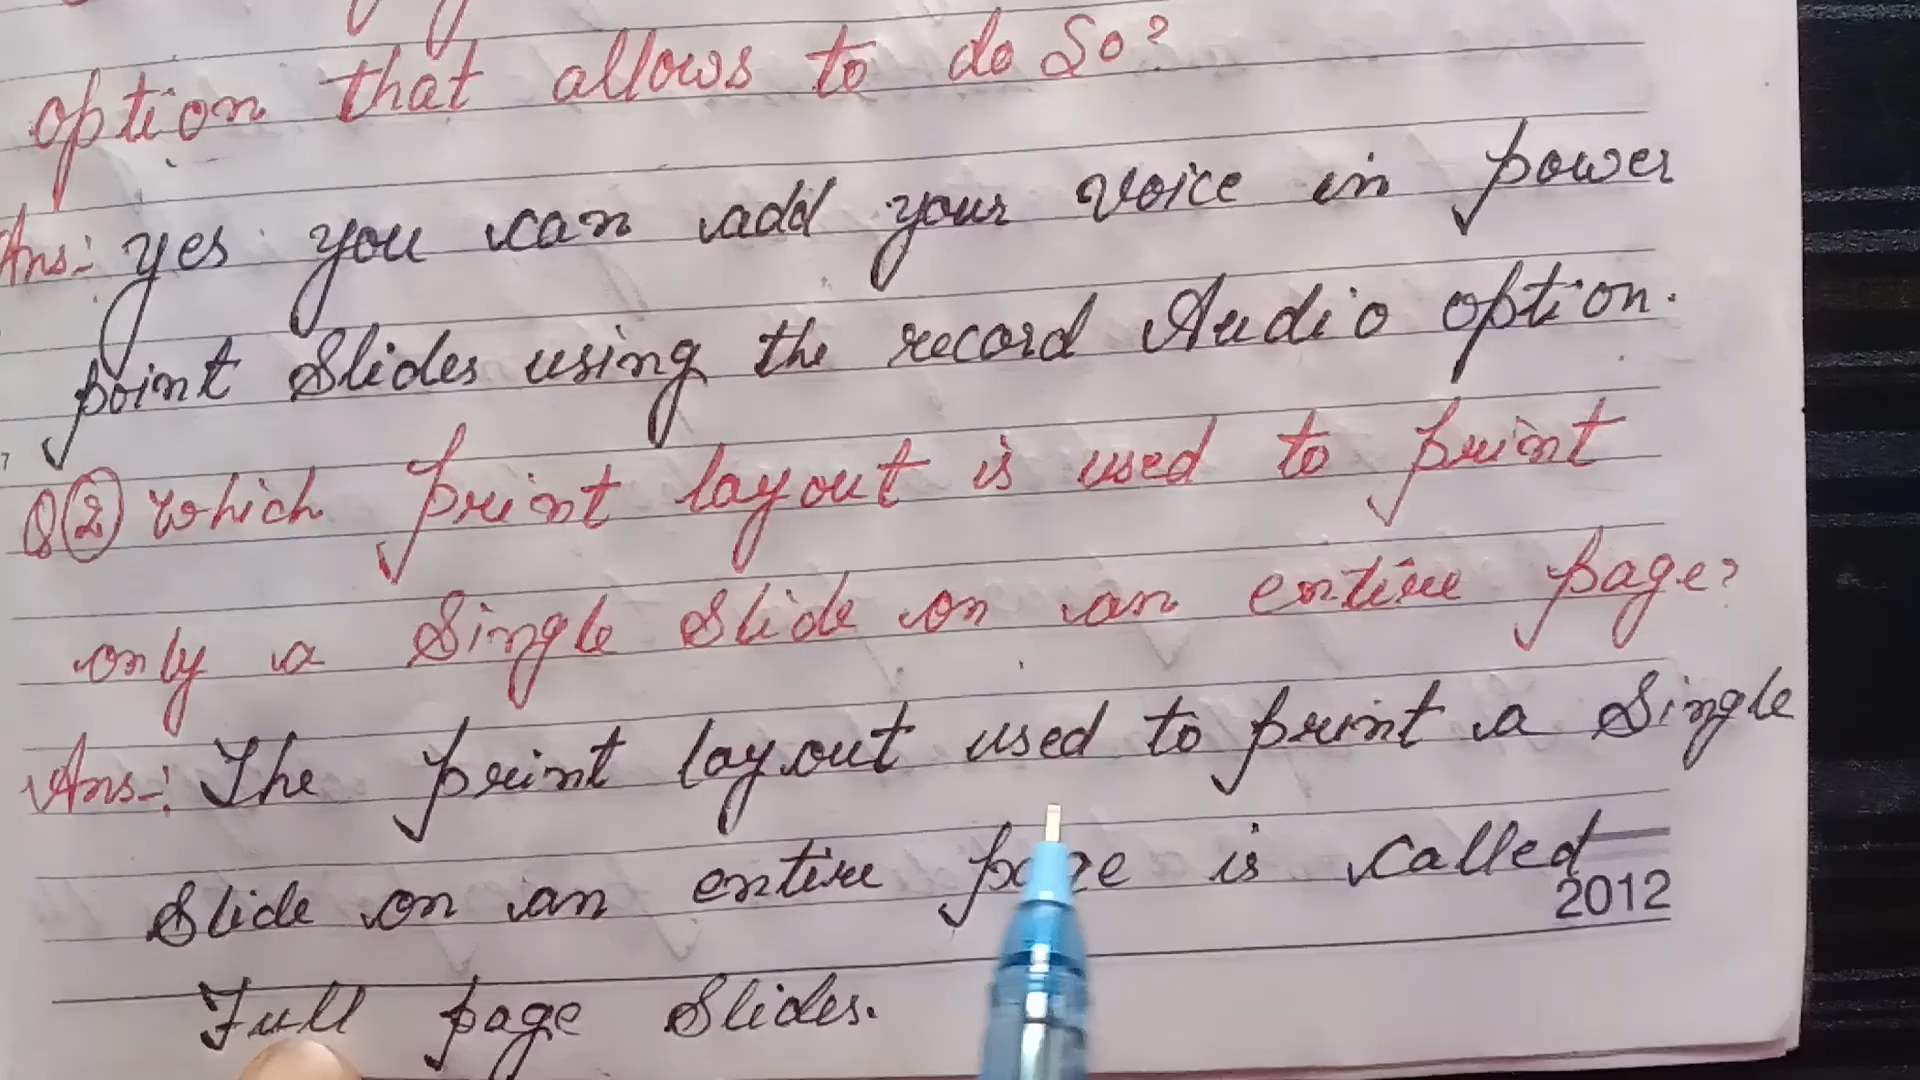 option that allows to do So?
Ans:- yes you can add your voice in power
point Slides using the record Audio option.
Q② which print layout is used to print
only a Single Slide on an entire page?
Ans-: The print layout used to print a Single
Slide on an entire page is called
2012
Full page Slides.